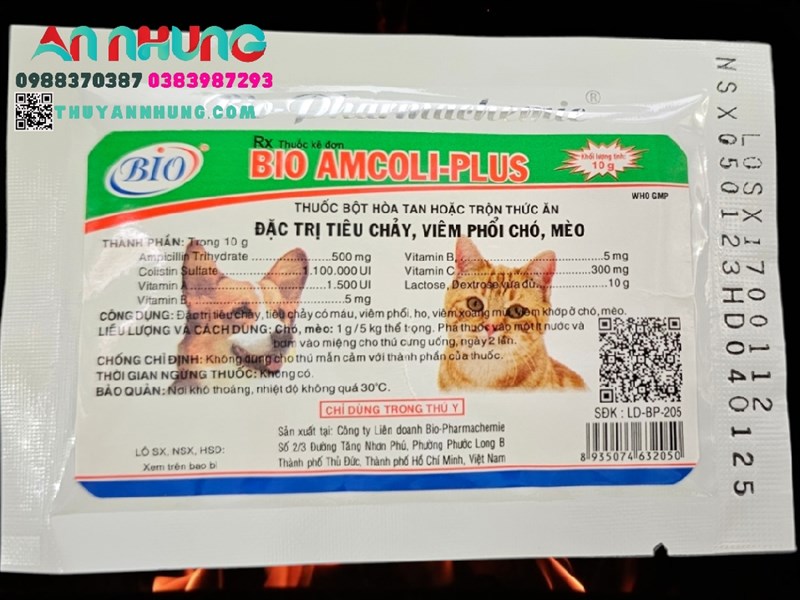 AN NHUNG
0988370387 0383987293
THUYANNHUNG.COM
Bio-Pharmachemie®
Rx Thuốc kê đơn
BIO®
BIO AMCOLI-PLUS
Khối lượng tịnh:
10 g
WHO GMP
THUỐC BỘT HÒA TAN HOẶC TRỘN THỨC ĂN
ĐẶC TRỊ TIÊU CHẢY, VIÊM PHỔI CHÓ, MÈO
THÀNH PHẦN: Trong 10 g
Ampicillin Trihydrate...............500 mg
Colistin Sulfate...............1.100.000 UI
Vitamin A...............1.500 UI
Vitamin B...............5 mg
Vitamin B...............5 mg
Vitamin C...............300 mg
Lactose, Dextrose vừa đủ...............10 g
CÔNG DỤNG: Đặc trị tiêu chảy, tiêu chảy có máu, viêm phổi, ho, viêm xoang mũi, viêm khớp ở chó, mèo.
LIỀU LƯỢNG VÀ CÁCH DÙNG: Chó, mèo: 1 g / 5 kg thể trọng. Pha thuốc vào một ít nước và
bơm vào miệng cho thú cưng uống, ngày 2 lần.
CHỐNG CHỈ ĐỊNH: Không dùng cho thú mẫn cảm với thành phần của thuốc.
THỜI GIAN NGỪNG THUỐC: Không có.
BẢO QUẢN: Nơi khô thoáng, nhiệt độ không quá 30°C.
CHỈ DÙNG TRONG THÚ Y
SĐK : LD-BP-205
Sản xuất tại: Công ty Liên doanh Bio-Pharmachemie
Số 2/3 Đường Tăng Nhơn Phú, Phường Phước Long B
Thành phố Thủ Đức, Thành phố Hồ Chí Minh, Việt Nam
LÔ SX, NSX, HSD:
Xem trên bao bì
8 935074 632050
LOSX1700112
NSX050123HD040125